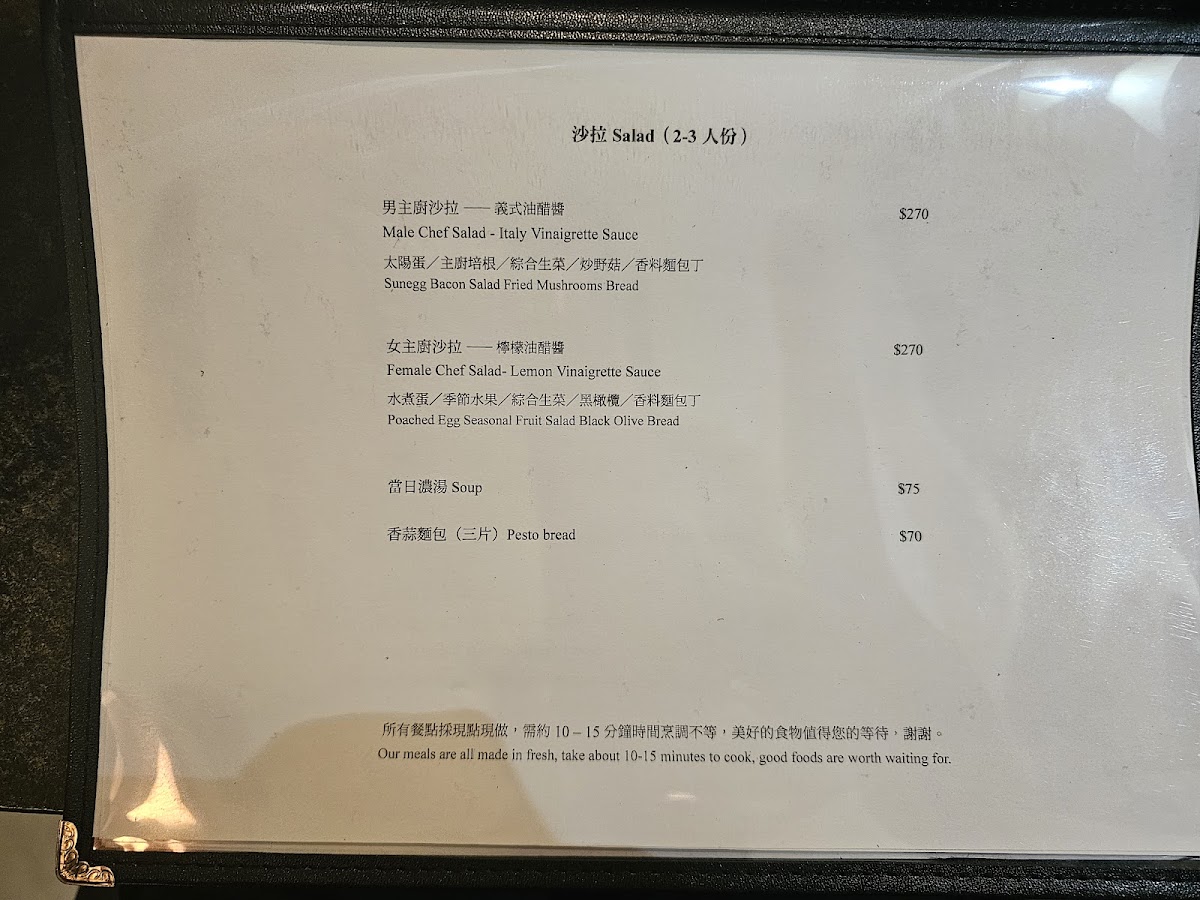 沙拉 Salad（2-3 人份）
男主廚沙拉 —— 義式油醋醬 $270
Male Chef Salad - Italy Vinaigrette Sauce
太陽蛋／主廚培根／綜合生菜／炒野菇／香料麵包丁
Sunegg Bacon Salad Fried Mushrooms Bread
女主廚沙拉 —— 檸檬油醋醬 $270
Female Chef Salad- Lemon Vinaigrette Sauce
水煮蛋／季節水果／綜合生菜／黑橄欖／香料麵包丁
Poached Egg Seasonal Fruit Salad Black Olive Bread
當日濃湯 Soup $75
香蒜麵包（三片）Pesto bread $70
所有餐點採現點現做，需約 10 – 15 分鐘時間烹調不等，美好的食物值得您的等待，謝謝。
Our meals are all made in fresh, take about 10-15 minutes to cook, good foods are worth waiting for.